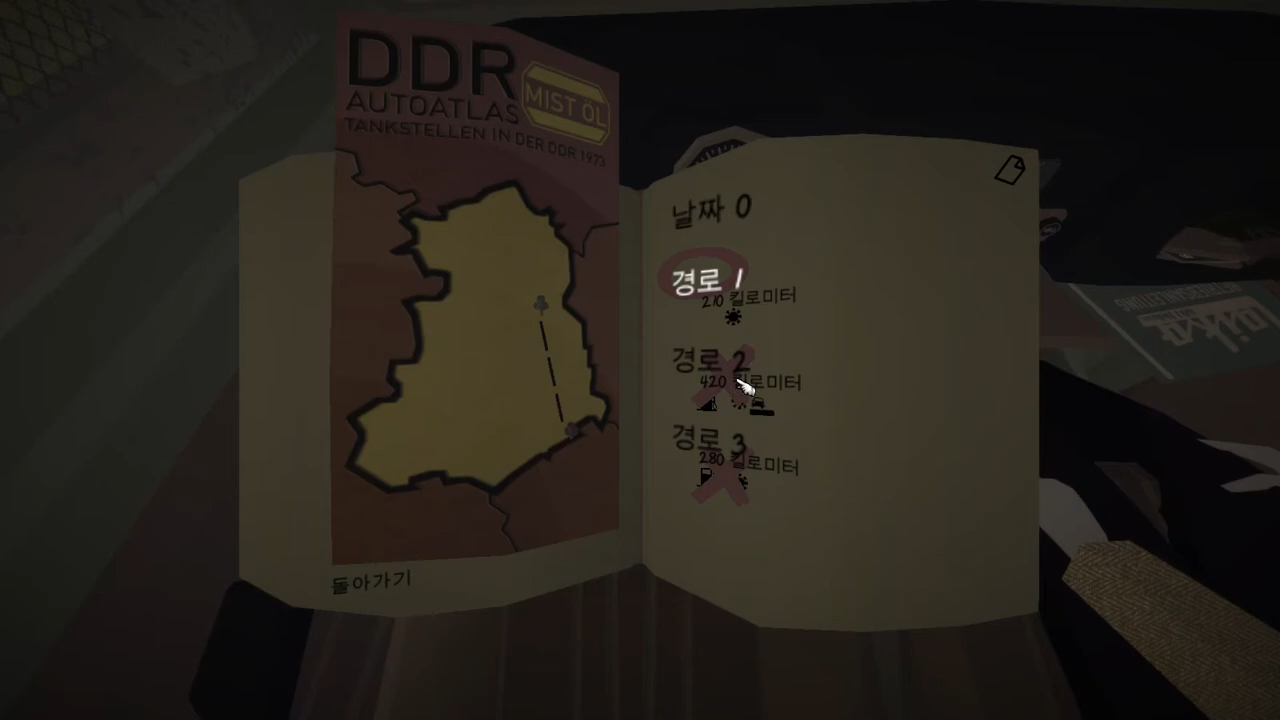 DDR
AUTOATLAS
MIST ÖL
TANKSTELLEN IN DER DDR 1973
돌아가기
날짜 0
경로 1
210 킬로미터
경로 2
420 킬로미터
경로 3
280 킬로미터